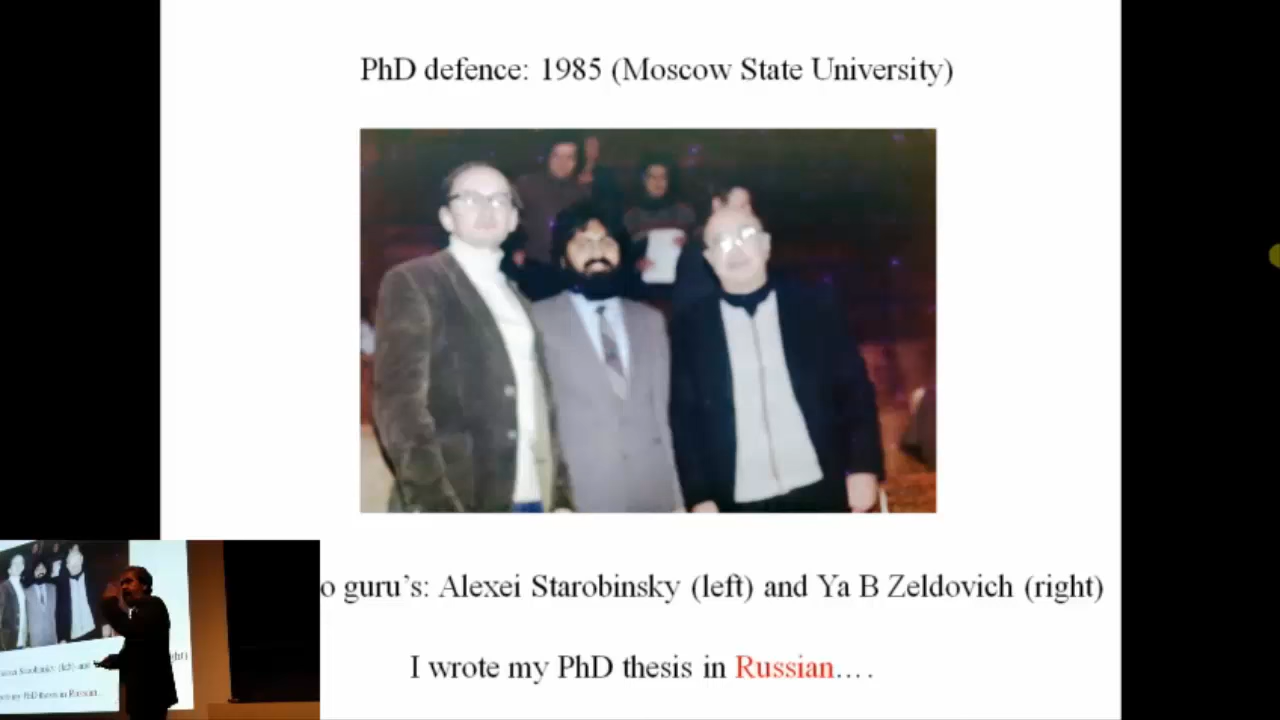 PhD defence: 1985 (Moscow State University)
o guru's: Alexei Starobinsky (left) and Ya B Zeldovich (right)
I wrote my PhD thesis in Russian....